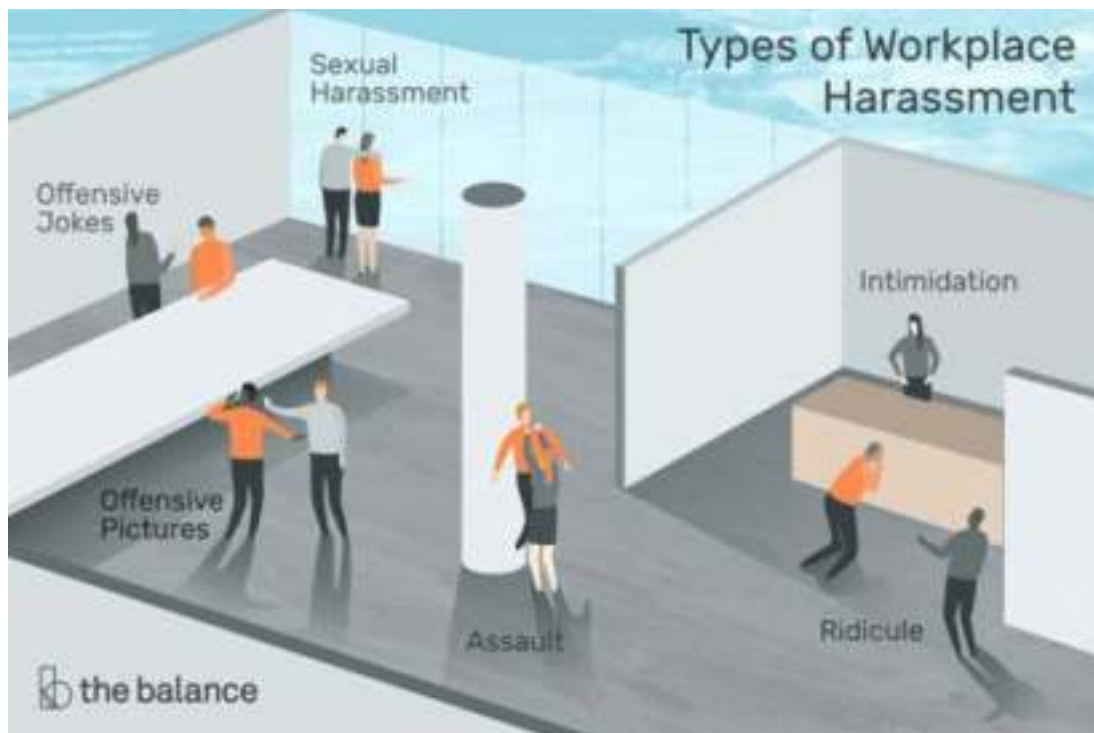 Types of Workplace
Harassment
Sexual
Harassment
Offensive
Jokes
Intimidation
Offensive
Pictures
Assault
Ridicule
the balance